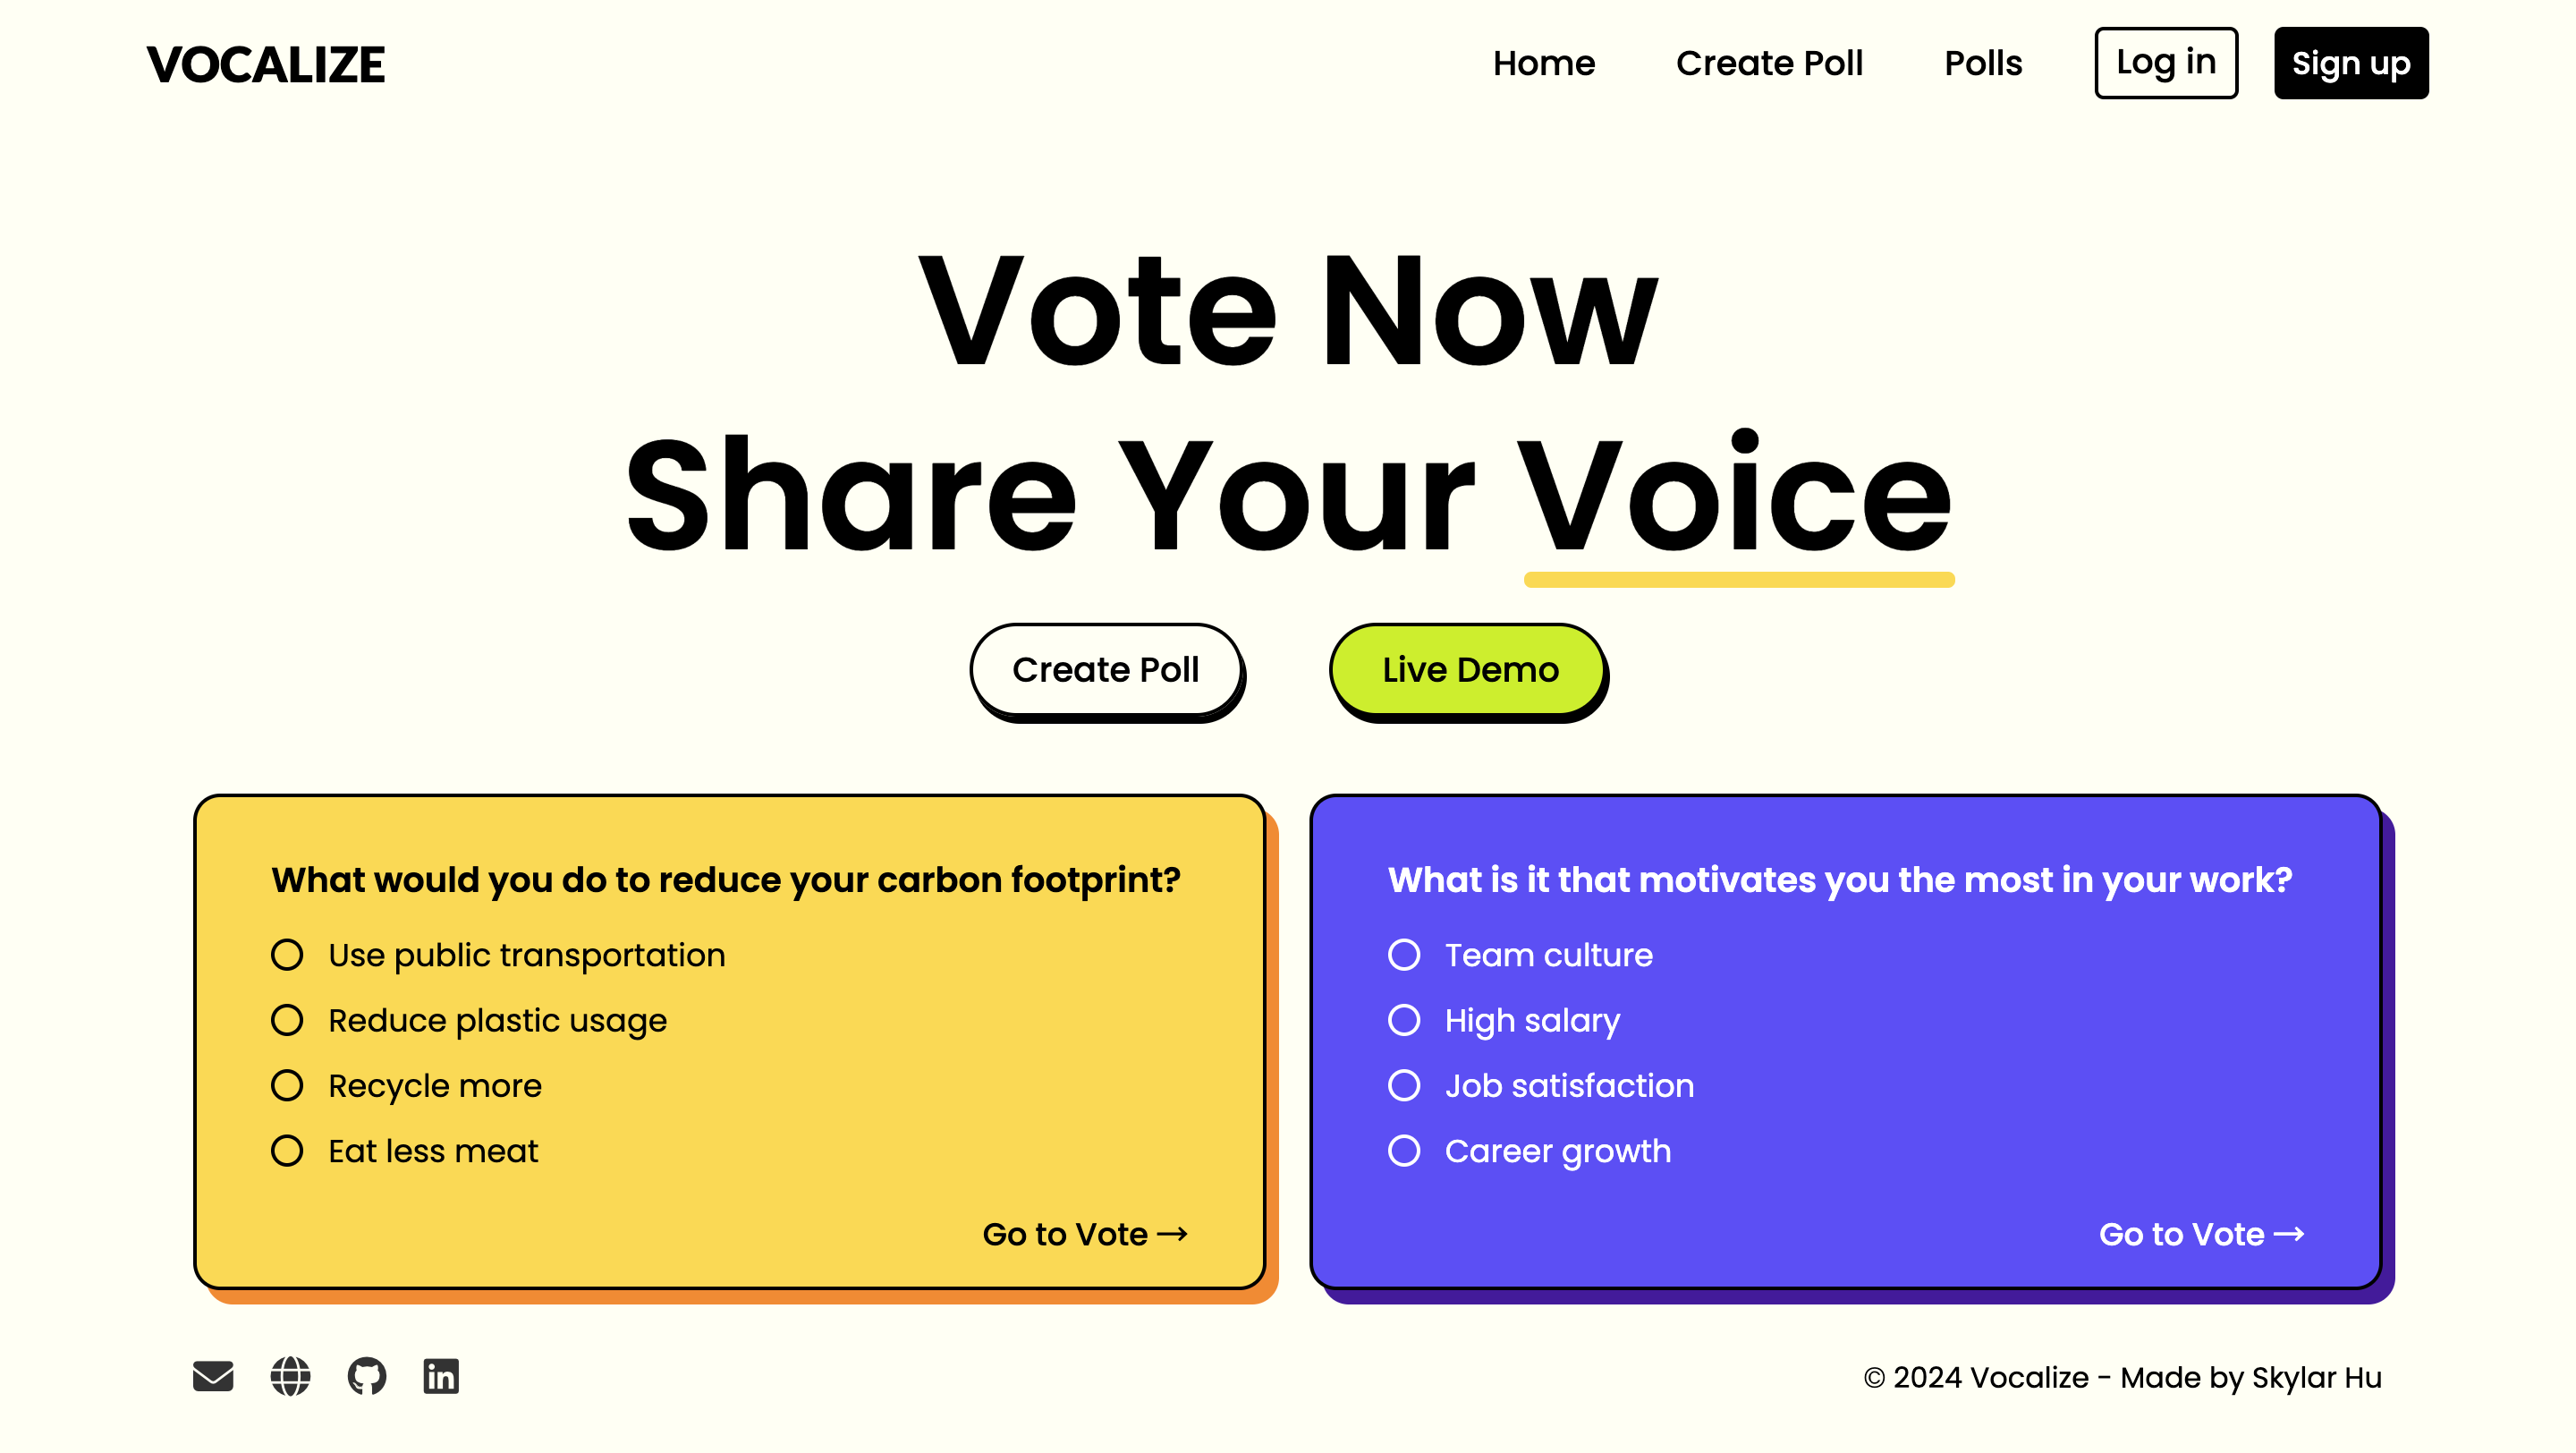 VOCALIZE
Home
Create Poll
Polls
Log in
Sign up
Vote Now
Share Your Voice
Create Poll
Live Demo
What would you do to reduce your carbon footprint?
Use public transportation
Reduce plastic usage
Recycle more
Eat less meat
Go to Vote →
What is it that motivates you the most in your work?
Team culture
High salary
Job satisfaction
Career growth
Go to Vote →
in
© 2024 Vocalize - Made by Skylar Hu